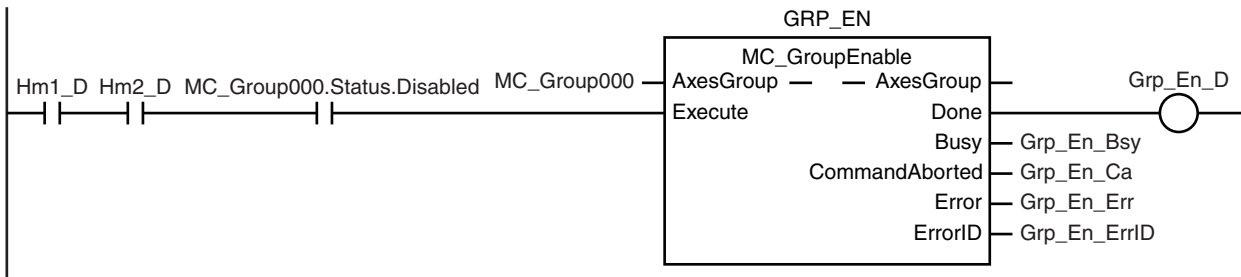 GRP_EN
MC_GroupEnable
Hm1_D Hm2_D MC_Group000.Status.Disabled MC_Group000 AxesGroup AxesGroup Grp_En_D
Execute Done
Busy Grp_En_Bsy
CommandAborted Grp_En_Ca
Error Grp_En_Err
ErrorID Grp_En_ErrID